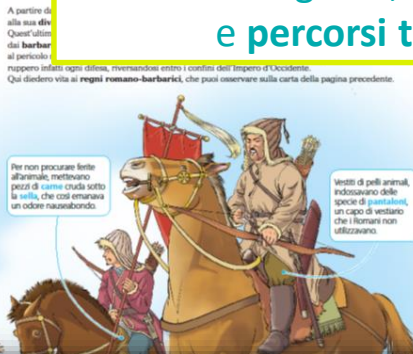 A partire da
alla sua div
Quest'ultim
dai barbar
al pericolo
e percorsi t
ruppero infatti ogni difesa, riversandosi entro i confini dell'Impero d'Occidente.
Qui diedero vita ai regni romano-barbarici, che puoi osservare sulla carta della pagina precedente.
Per non procurare ferite
all'animale, mettevano
pezzi di carne cruda sotto
la sella, che così emanava
un odore nauseabondo.
Vestiti di pelli animali,
indossavano delle
specie di pantaloni,
un capo di vestiario
che i Romani non
utilizzavano.